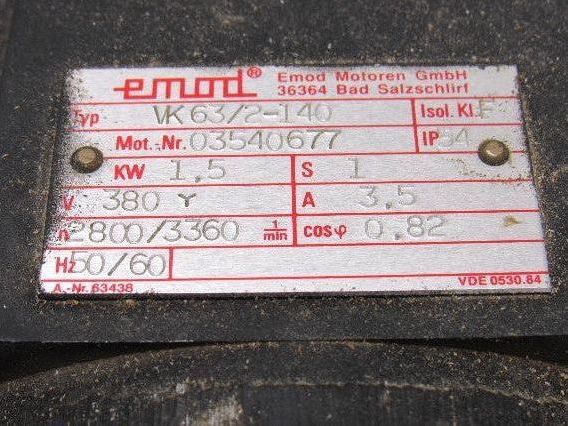 emod® Emod Motoren GmbH
36364 Bad Salzschlirf
Typ VK 63/2-140 Isol. Kl. F
Mot.-Nr. 03540677 IP 54
KW 1,5 S 1
V 380 Y A 3,5
n 2800/3360 1/min cosφ 0,82
Hz 50/60
A.-Nr. 63438 VDE 0530.84